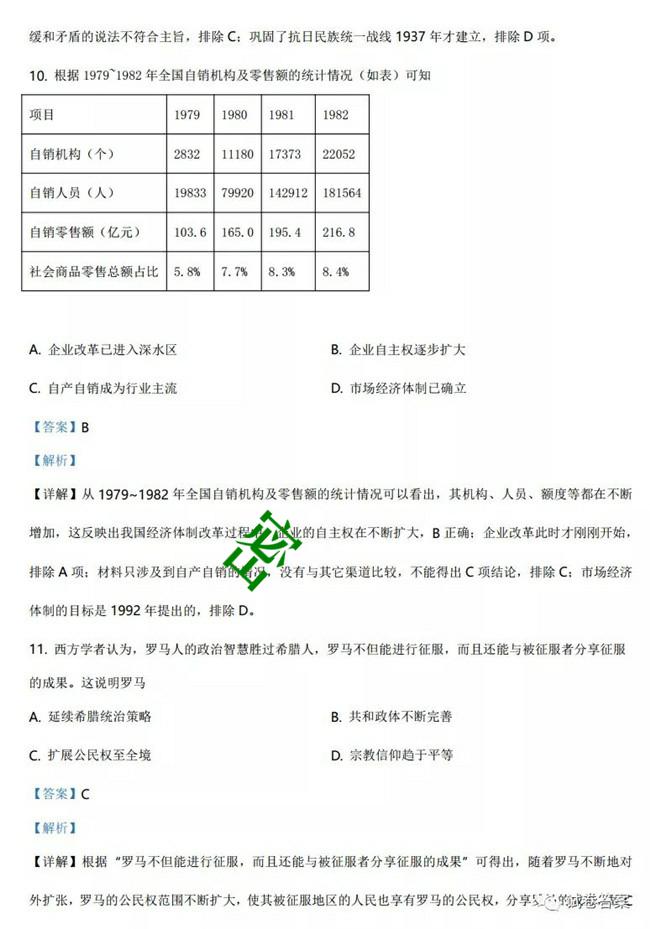 缓和矛盾的说法不符合主旨，排除 C；巩固了抗日民族统一战线 1937 年才建立，排除 D 项。
10. 根据 1979~1982 年全国自销机构及零售额的统计情况（如表）可知
项目 1979 1980 1981 1982
自销机构（个） 2832 11180 17373 22052
自销人员（人） 19833 79920 142912 181564
自销零售额（亿元） 103.6 165.0 195.4 216.8
社会商品零售总额占比 5.8% 7.7% 8.3% 8.4%
A. 企业改革已进入深水区 B. 企业自主权逐步扩大
C. 自产自销成为行业主流 D. 市场经济体制已确立
【答案】B
【解析】
【详解】从 1979~1982 年全国自销机构及零售额的统计情况可以看出，其机构、人员、额度等都在不断
增加，这反映出我国经济体制改革过程 企业的自主权在不断扩大，B 正确；企业改革此时才刚刚开始，
排除 A 项；材料只涉及到自产自销的情况，没有与其它渠道比较，不能得出 C 项结论，排除 C；市场经济
体制的目标是 1992 年提出的，排除 D。
密
11. 西方学者认为，罗马人的政治智慧胜过希腊人，罗马不但能进行征服，而且还能与被征服者分享征服
的成果。这说明罗马
A. 延续希腊统治策略 B. 共和政体不断完善
C. 扩展公民权至全境 D. 宗教信仰趋于平等
【答案】C
【解析】
【详解】根据“罗马不但能进行征服，而且还能与被征服者分享征服的成果”可得出，随着罗马不断地对
外扩张，罗马的公民权范围不断扩大，使其被征服地区的人民也享有罗马的公民权，分享
试卷答案